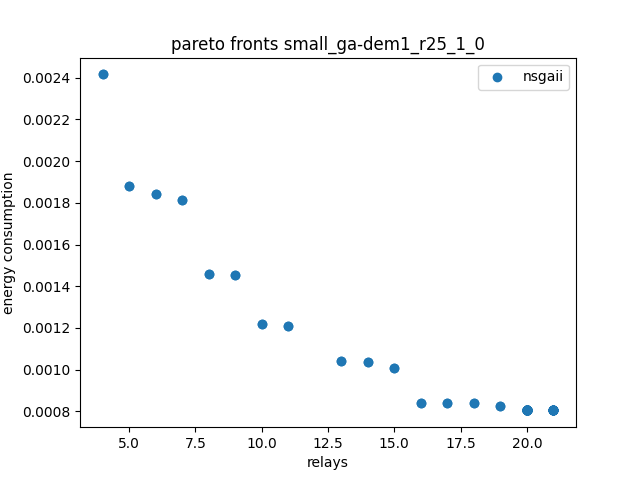 pareto fronts small_ga-dem1_r25_1_0
nsgaii
0.0024
0.0022
0.0020
0.0018
0.0016
0.0014
0.0012
0.0010
0.0008
energy consumption
5.0 7.5 10.0 12.5 15.0 17.5 20.0
relays